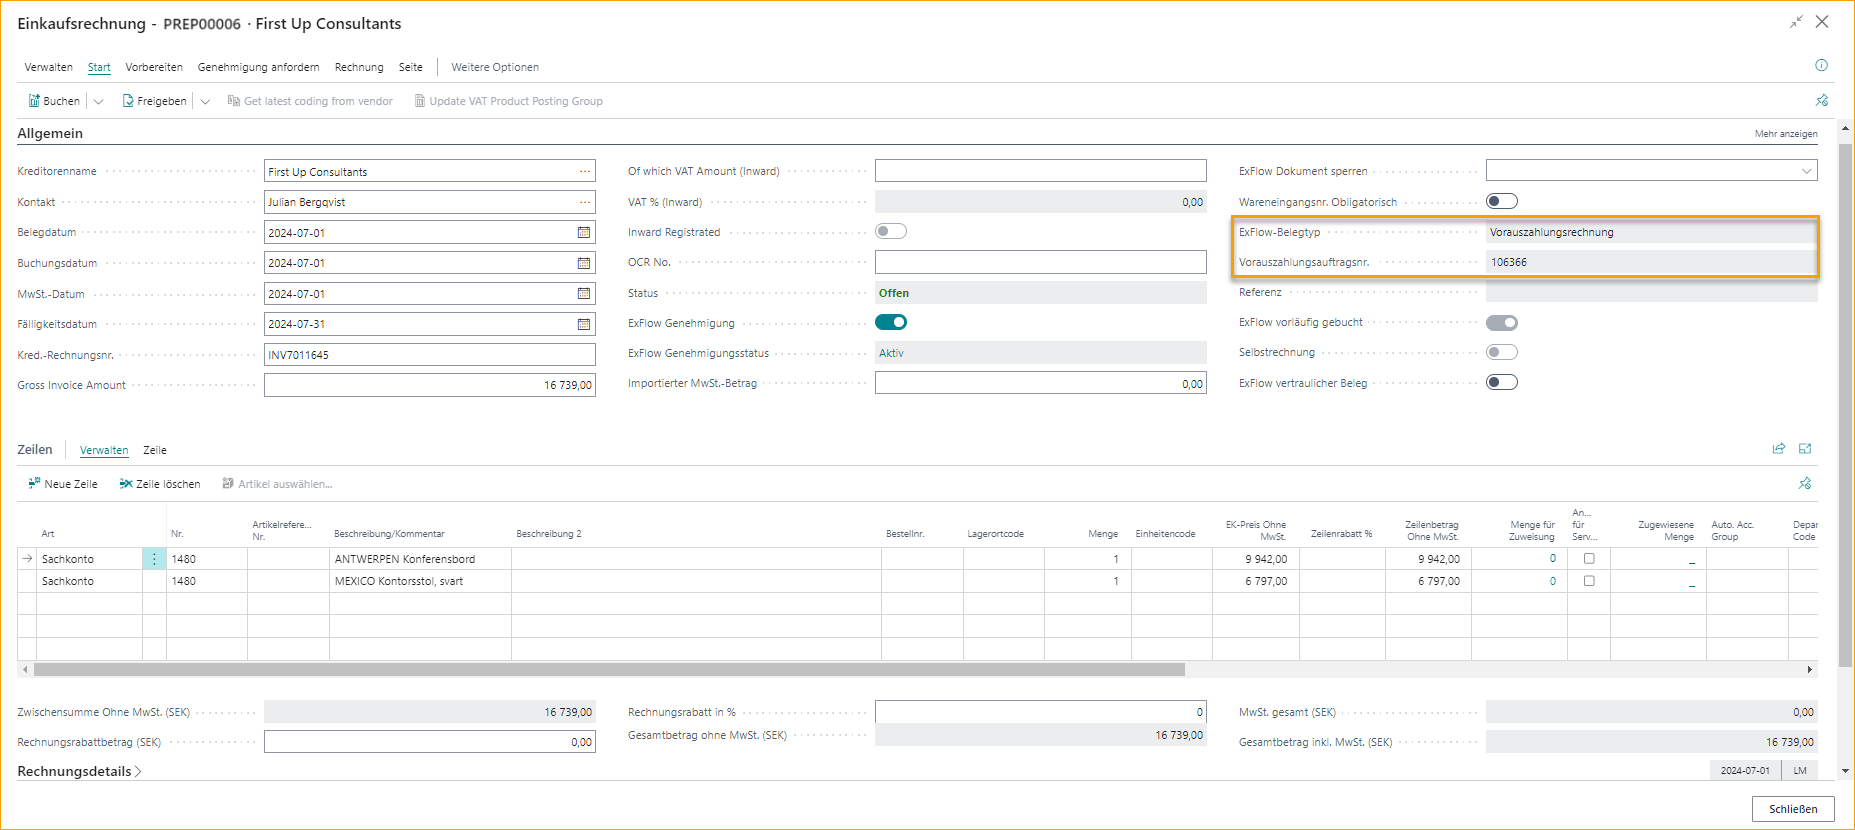 Einkaufsrechnung - PREP00006 · First Up Consultants
Verwalten Start Vorbereiten Genehmigung anfordern Rechnung Seite Weitere Optionen
Buchen Freigeben Get latest coding from vendor Update VAT Product Posting Group
Allgemein Mehr anzeigen
Kreditorenname First Up Consultants
Kontakt Julian Bergqvist
Belegdatum 2024-07-01
Buchungsdatum 2024-07-01
MwSt.-Datum 2024-07-01
Fälligkeitsdatum 2024-07-31
Kred.-Rechnungsnr. INV7011645
Gross Invoice Amount 16 739,00
Of which VAT Amount (Inward)
VAT % (Inward) 0,00
Inward Registrated
OCR No.
Status Offen
ExFlow Genehmigung
ExFlow Genehmigungsstatus Aktiv
Importierter MwSt.-Betrag 0,00
ExFlow Dokument sperren
Wareneingangsnr. Obligatorisch
ExFlow-Belegtyp Vorauszahlungsrechnung
Vorauszahlungsauftragsnr. 106366
Referenz
ExFlow vorläufig gebucht
Selbstrechnung
ExFlow vertraulicher Beleg
Zeilen Verwalten Zeile
Neue Zeile Zeile löschen Artikel auswählen...
Art Nr. Artikelrefere... Nr. Beschreibung/Kommentar Beschreibung 2 Bestellnr. Lagerortcode Menge Einheitencode EK-Preis Ohne MwSt. Zeilenrabatt % Zeilenbetrag Ohne MwSt. Menge für Zuweisung An... für Serv... Zugewiesene Menge Auto. Acc. Group Depar Code
Sachkonto 1480 ANTWERPEN Konferensbord 1 9 942,00 9 942,00 0 _
Sachkonto 1480 MEXICO Kontorsstol, svart 1 6 797,00 6 797,00 0 _
Zwischensumme Ohne MwSt. (SEK) 16 739,00
Rechnungsrabattbetrag (SEK) 0,00
Rechnungsrabatt in % 0
Gesamtbetrag ohne MwSt. (SEK) 16 739,00
MwSt. gesamt (SEK) 0,00
Gesamtbetrag inkl. MwSt. (SEK) 16 739,00
Rechnungsdetails 2024-07-01 LM
Schließen